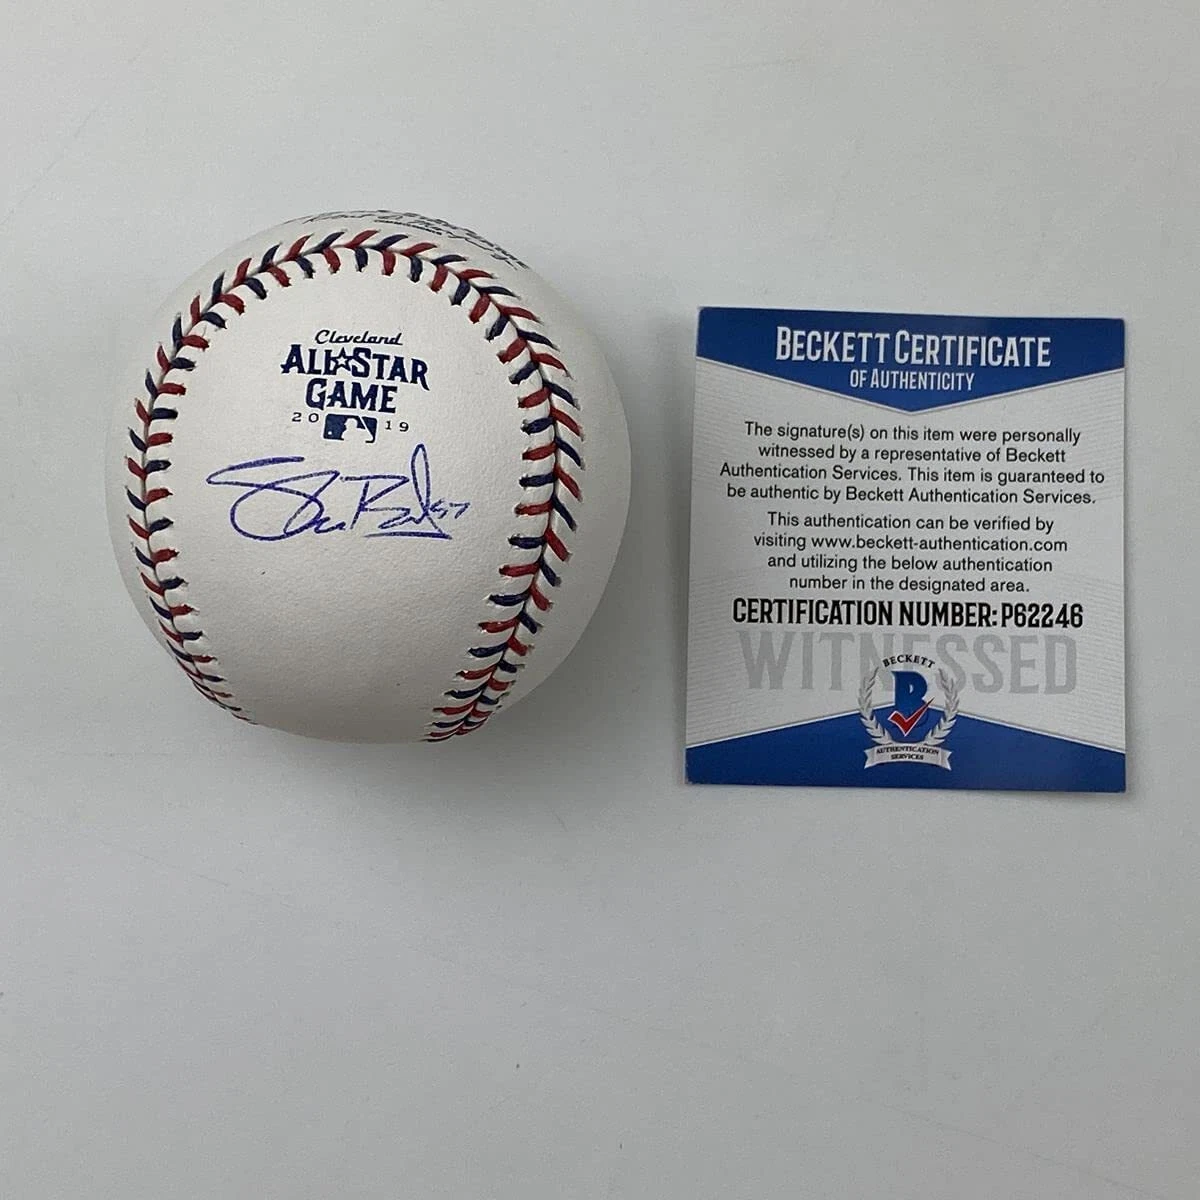 Cleveland
ALL★STAR
GAME
20 19
57
BECKETT CERTIFICATE
OF AUTHENTICITY
The signature(s) on this item were personally
witnessed by a representative of Beckett
Authentication Services. This item is guaranteed to
be authentic by Beckett Authentication Services.
This authentication can be verified by
visiting www.beckett-authentication.com
and utilizing the below authentication
number in the designated area.
CERTIFICATION NUMBER: P62246
WITNESSED
BECKETT
B
AUTHENTICATION
SERVICES